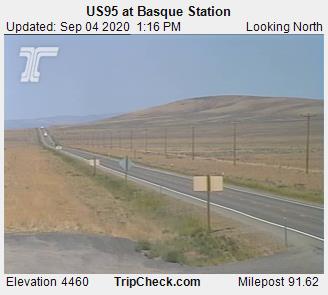 US95 at Basque Station
Updated: Sep 04 2020 1:16 PM Looking North
Elevation 4460 TripCheck.com Milepost 91.62